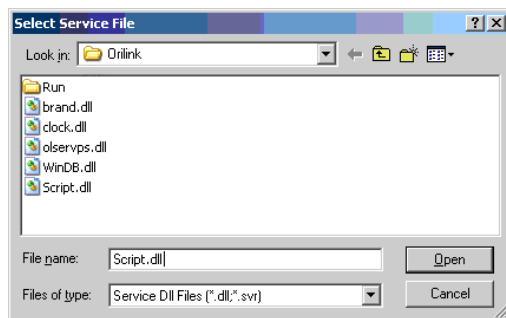 Select Service File
Look in: Orilink
Run
brand.dll
clock.dll
olservps.dll
WinDB.dll
Script.dll
File name: Script.dll Open
Files of type: Service Dll Files (*.dll;*.svr) Cancel